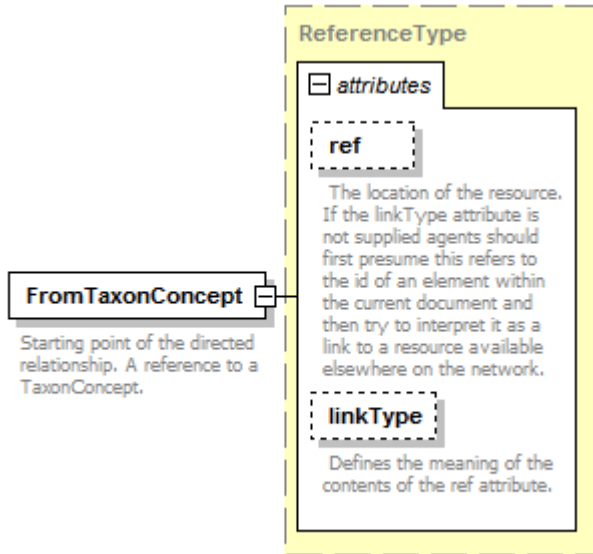 ReferenceType
attributes
ref
The location of the resource.
If the linkType attribute is
not supplied agents should
first presume this refers to
the id of an element within
the current document and
then try to interpret it as a
link to a resource available
elsewhere on the network.
FromTaxonConcept
Starting point of the directed
relationship. A reference to a
TaxonConcept.
linkType
Defines the meaning of the
contents of the ref attribute.